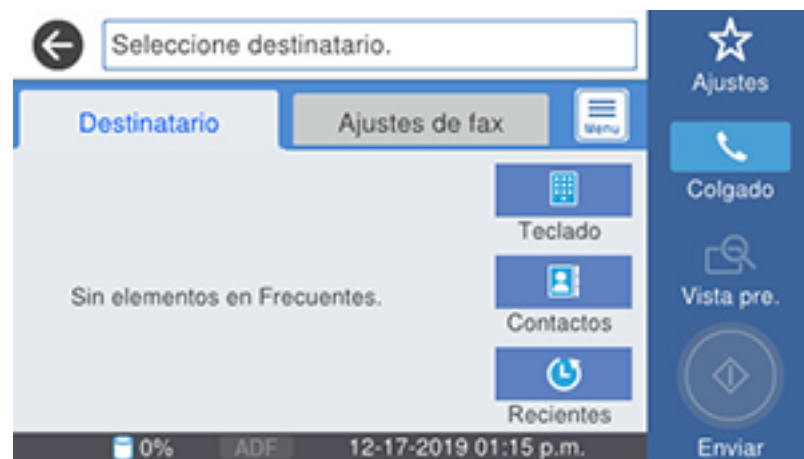 Seleccione destinatario.
Ajustes
Destinatario
Ajustes de fax
Menu
Colgado
Teclado
Sin elementos en Frecuentes.
Vista pre.
Contactos
Recientes
0% ADF 12-17-2019 01:15 p.m.
Enviar